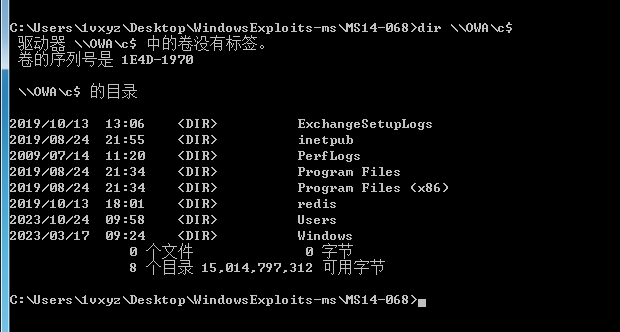 C:\Users\1vxyz\Desktop\WindowsExploits-ms\MS14-068>dir \\OWA\c$
驱动器 \\OWA\c$ 中的卷没有标签。
卷的序列号是 1E4D-1970
\\OWA\c$ 的目录
2019/10/13  13:06    <DIR>          ExchangeSetupLogs
2019/08/24  21:55    <DIR>          inetpub
2009/07/14  11:20    <DIR>          PerfLogs
2019/08/24  21:34    <DIR>          Program Files
2019/08/24  21:34    <DIR>          Program Files (x86)
2019/10/13  18:01    <DIR>          redis
2023/10/24  09:58    <DIR>          Users
2023/03/17  09:24    <DIR>          Windows
0 个文件              0 字节
8 个目录 15,014,797,312 可用字节
C:\Users\1vxyz\Desktop\WindowsExploits-ms\MS14-068>